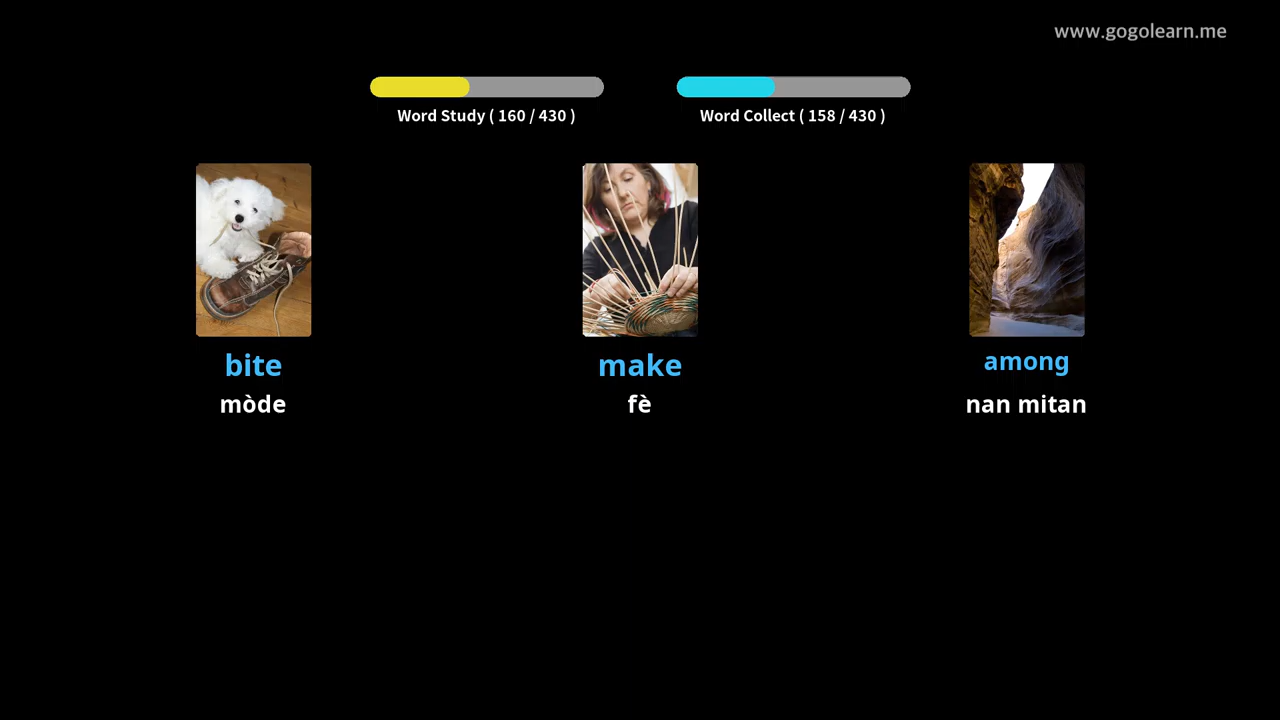 www.gogolearn.me
Word Study ( 160 / 430 )
Word Collect ( 158 / 430 )
bite
mòde
make
fè
among
nan mitan